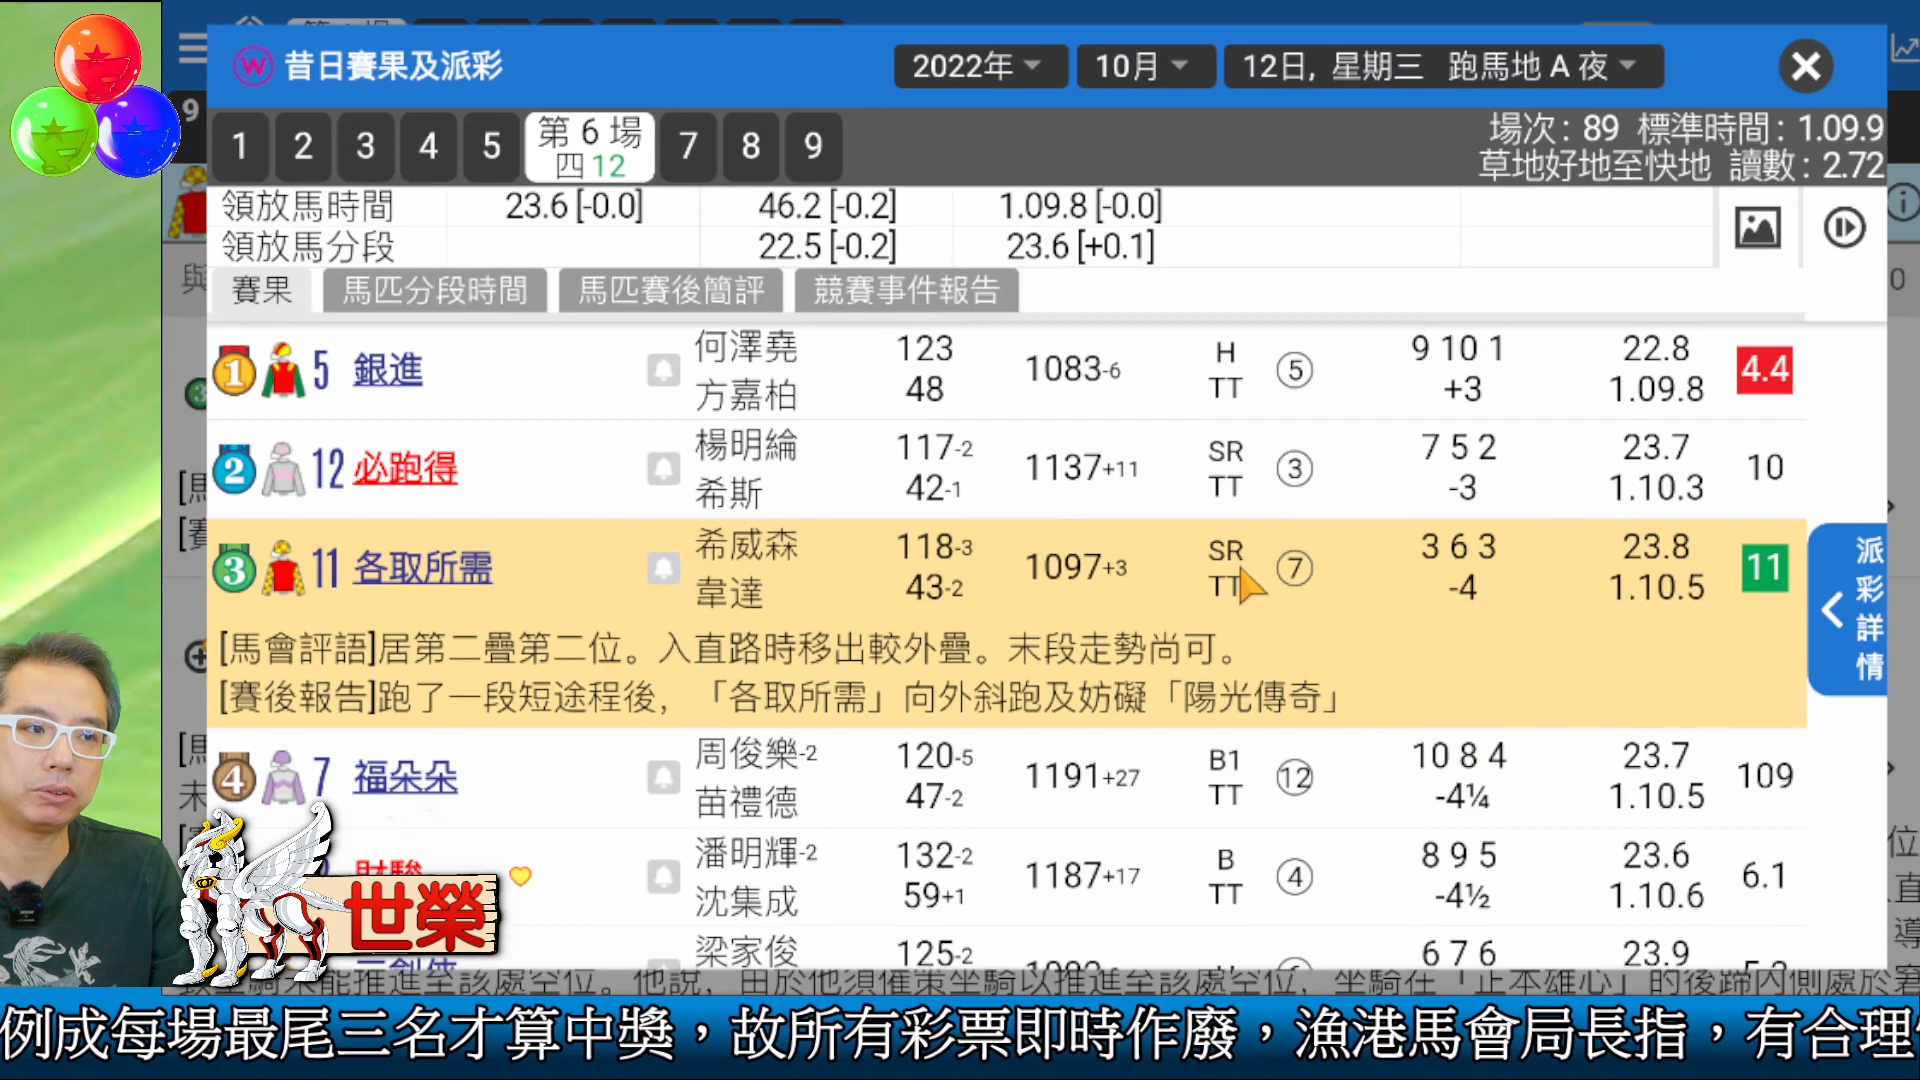 昔日賽果及派彩 2022年 10月 12日, 星期三 跑馬地 A 夜
1 2 3 4 5 第 6 場 四12 7 8 9
場次: 89 標準時間: 1.09.9
草地好地至快地 讀數: 2.72
領放馬時間 23.6 [-0.0] 46.2 [-0.2] 1.09.8 [-0.0]
領放馬分段 22.5 [-0.2] 23.6 [+0.1]
賽果 馬匹分段時間 馬匹賽後簡評 競賽事件報告
1 5 銀進 何澤堯 123 1083-6 H ⑤ 9 10 1 22.8 4.4
方嘉柏 48 TT +3 1.09.8
2 12 必跑得 楊明綸 117-2 1137+11 SR ③ 7 5 2 23.7 10
希斯 42-1 TT -3 1.10.3
3 11 各取所需 希威森 118-3 1097+3 SR ⑦ 3 6 3 23.8 11
韋達 43-2 TT -4 1.10.5
[馬會評語]居第二疊第二位。入直路時移出較外疊。末段走勢尚可。
[賽後報告]跑了一段短途程後，「各取所需」向外斜跑及妨礙「陽光傳奇」
4 7 福朵朵 周俊樂-2 120-5 1191+27 B1 ⑫ 10 8 4 23.7 109
苗禮德 47-2 TT -4¼ 1.10.5
潘明輝-2 132-2 1187+17 B ④ 8 9 5 23.6 6.1
沈集成 59+1 TT -4½ 1.10.6
梁家俊 125-2 6 7 6 23.9
派彩詳情
世榮
例成每場最尾三名才算中獎，故所有彩票即時作廢，漁港馬會局長指，有合理